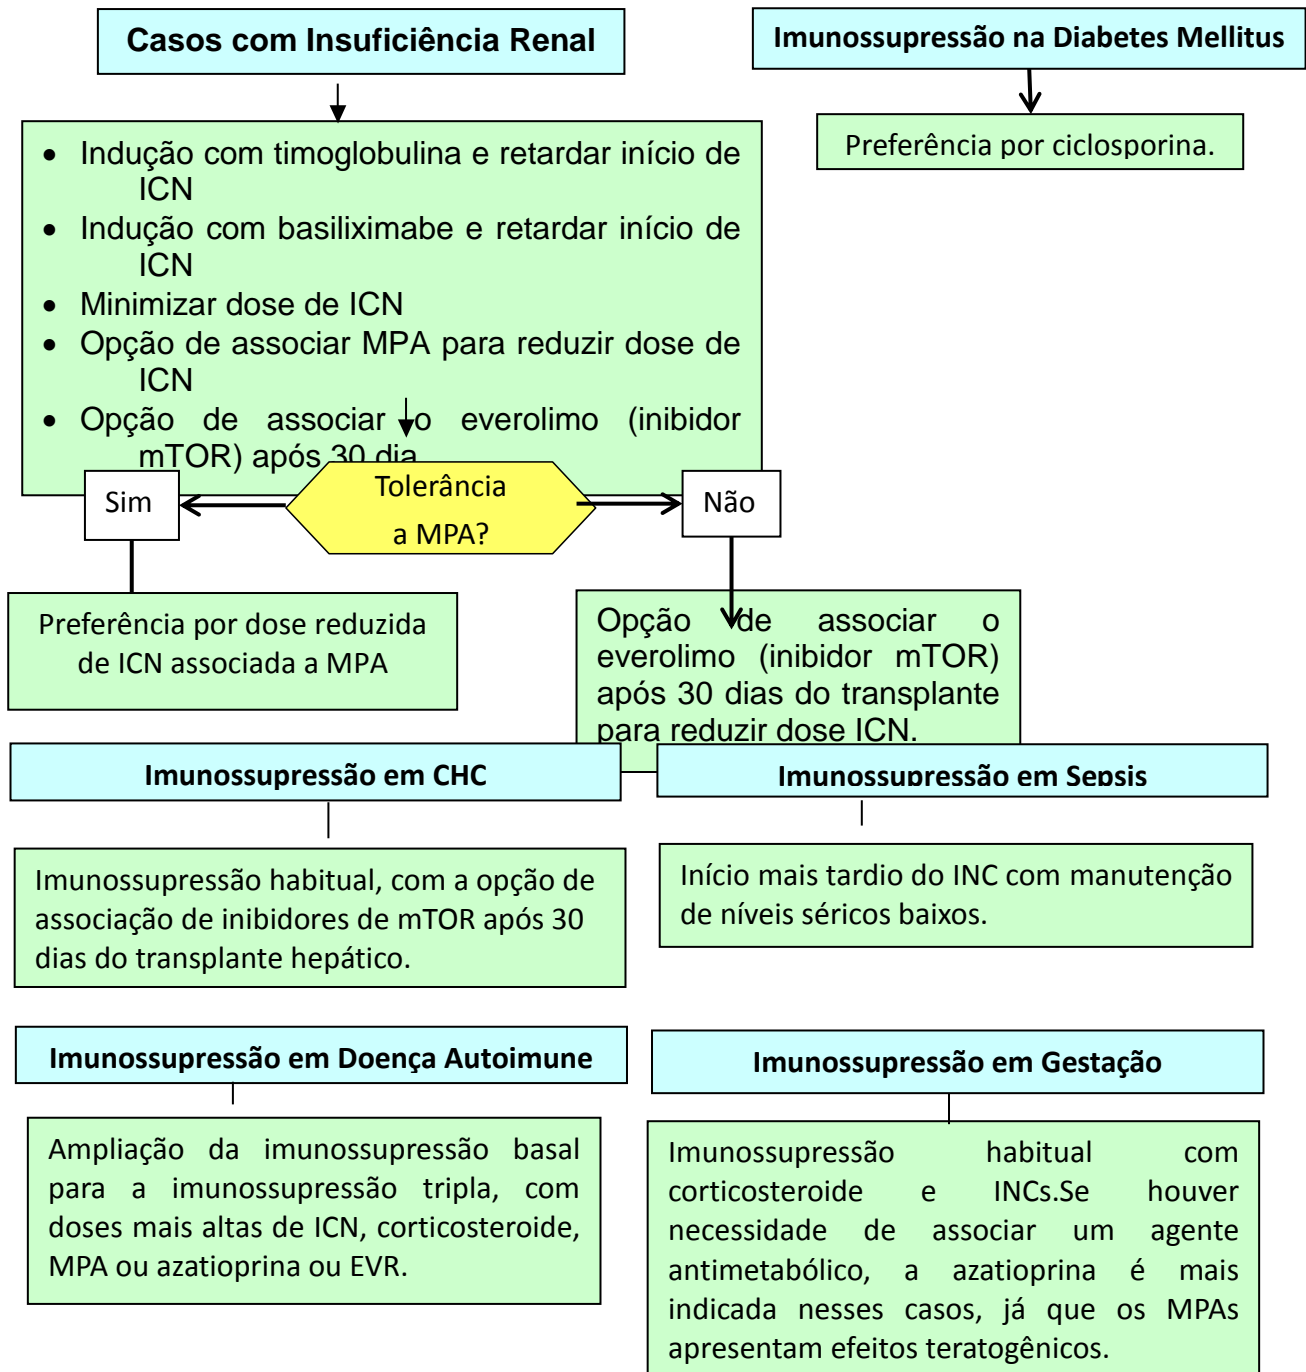 Casos com Insuficiência Renal
Imunossupressão na Diabetes Mellitus
Preferência por ciclosporina.
• Indução com timoglobulina e retardar início de
ICN
• Indução com basiliximabe e retardar início de
ICN
• Minimizar dose de ICN
• Opção de associar MPA para reduzir dose de
ICN
• Opção de associar o everolimo (inibidor
mTOR) após 30 dia
Tolerância
a MPA?
Sim
Não
Preferência por dose reduzida
de ICN associada a MPA
Opção de associar o
everolimo (inibidor mTOR)
após 30 dias do transplante
para reduzir dose ICN.
Imunossupressão em CHC
Imunossupressão em Sepsis
Imunossupressão habitual, com a opção de
associação de inibidores de mTOR após 30
dias do transplante hepático.
Início mais tardio do INC com manutenção
de níveis séricos baixos.
Imunossupressão em Doença Autoimune
Imunossupressão em Gestação
Ampliação da imunossupressão basal
para a imunossupressão tripla, com
doses mais altas de ICN, corticosteroide,
MPA ou azatioprina ou EVR.
Imunossupressão habitual com
corticosteroide e INCs.Se houver
necessidade de associar um agente
antimetabólico, a azatioprina é mais
indicada nesses casos, já que os MPAs
apresentam efeitos teratogênicos.